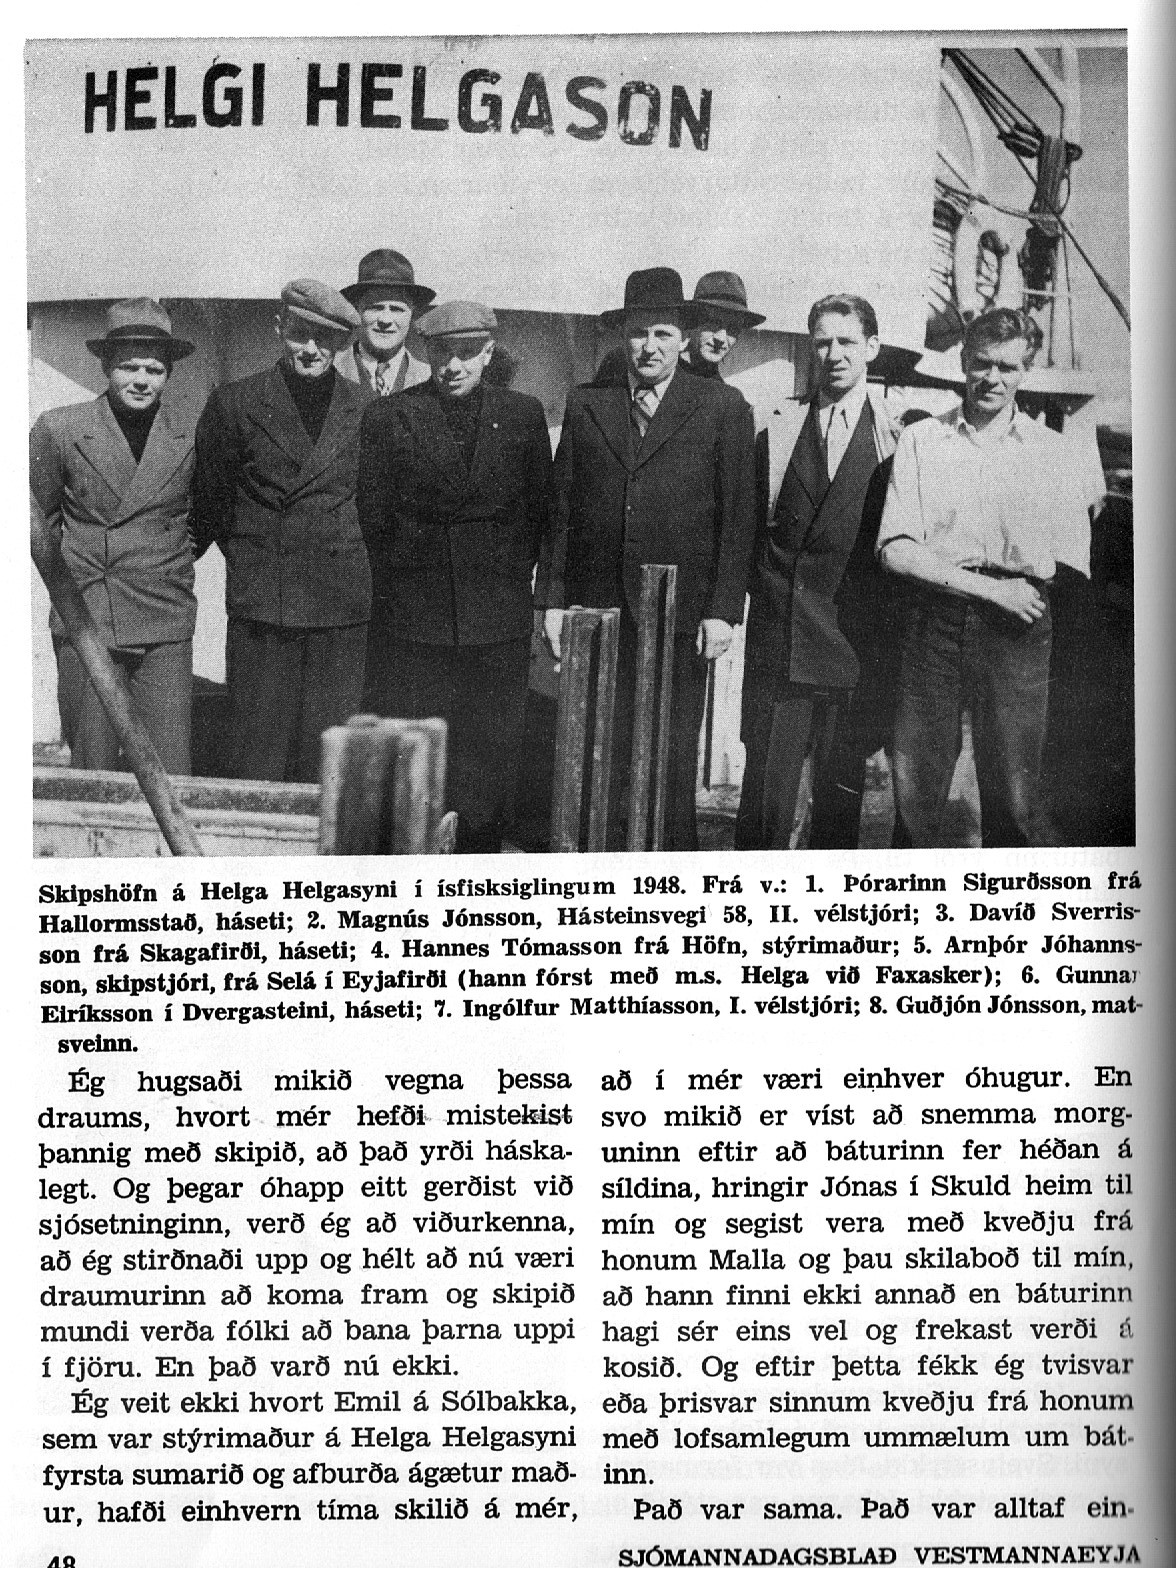 HELGI HELGASON
Skipshöfn á Helga Helgasyni í ísfisksiglingum 1948. Frá v.: 1. Þórarinn Sigurðsson frá
Hallormsstað, háseti; 2. Magnús Jónsson, Hásteinsvegi 58, II. vélstjóri; 3. Davíð Sverris-
son frá Skagafirði, háseti; 4. Hannes Tómasson frá Höfn, stýrimaður; 5. Arnþór Jóhanns-
son, skipstjóri, frá Selá í Eyjafirði (hann fórst með m.s. Helga við Faxasker); 6. Gunnar
Eiríksson í Dvergasteini, háseti; 7. Ingólfur Matthíasson, I. vélstjóri; 8. Guðjón Jónsson, mat-
sveinn.
Ég hugsaði mikið vegna þessa
draums, hvort mér hefði mistekist
þannig með skipið, að það yrði háska-
legt. Og þegar óhapp eitt gerðist við
sjósetninginn, verð ég að viðurkenna,
að ég stirðnaði upp og hélt að nú væri
draumurinn að koma fram og skipið
mundi verða fólki að bana þarna uppi
í fjöru. En það varð nú ekki.
Ég veit ekki hvort Emil á Sólbakka,
sem var stýrimaður á Helga Helgasyni
fyrsta sumarið og afburða ágætur mað-
ur, hafði einhvern tíma skilið á mér,
að í mér væri einhver óhugur. En
svo mikið er víst að snemma morg-
uninn eftir að báturinn fer héðan á
síldina, hringir Jónas í Skuld heim til
mín og segist vera með kveðju frá
honum Malla og þau skilaboð til mín,
að hann finni ekki annað en báturinn
hagi sér eins vel og frekast verði á
kosið. Og eftir þetta fékk ég tvisvar
eða þrisvar sinnum kveðju frá honum
með lofsamlegum ummælum um bát-
inn.
Það var sama. Það var alltaf ein-
48
SJÓMANNADAGSBLAÐ VESTMANNAEYJA